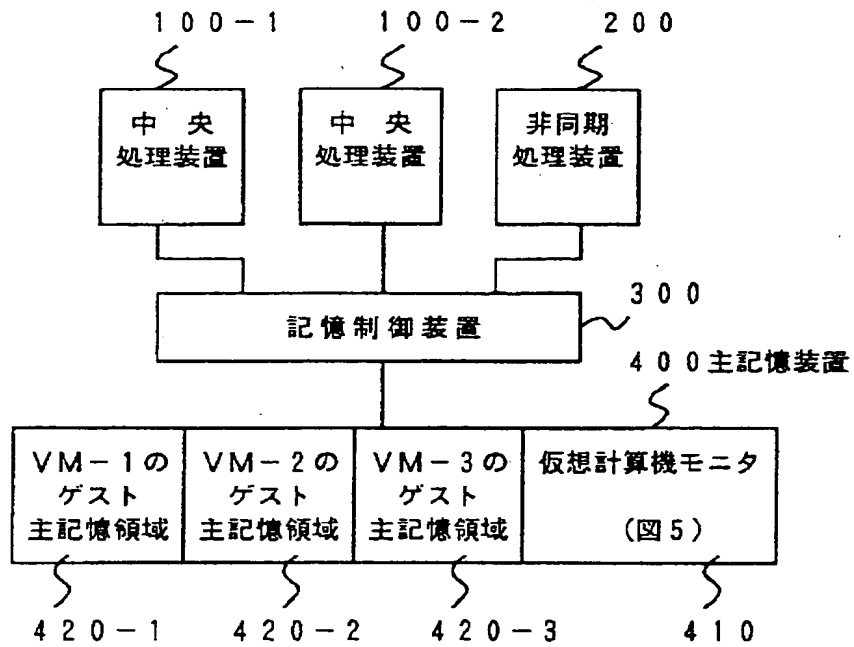 100-1
100-2
200
中央
処理装置
中央
処理装置
非同期
処理装置
300
記憶制御装置
400主記憶装置
VM-1の
ゲスト
主記憶領域
VM-2の
ゲスト
主記憶領域
VM-3の
ゲスト
主記憶領域
仮想計算機モニタ
(図5)
420-1
420-2
420-3
410